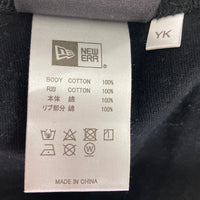 YK
NEW ERA
BODY COTTON 100%
RIB COTTON 100%
本体 綿 100%
リブ部分 綿 100%
MADE IN CHINA